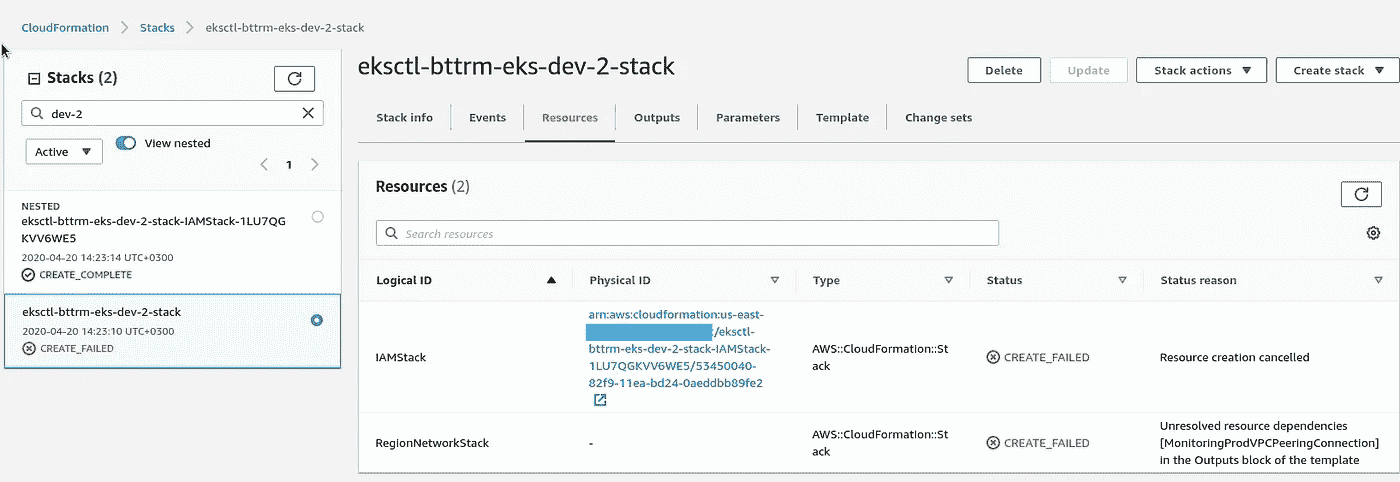 CloudFormation > Stacks > eksctl-bttrm-eks-dev-2-stack
Stacks (2)
dev-2
Active
View nested
1
NESTED
eksctl-bttrm-eks-dev-2-stack-IAMStack-1LU7QG
KVV6WE5
2020-04-20 14:23:14 UTC+0300
CREATE_COMPLETE
eksctl-bttrm-eks-dev-2-stack
2020-04-20 14:23:10 UTC+0300
CREATE_FAILED
eksctl-bttrm-eks-dev-2-stack
Delete
Update
Stack actions
Create stack
Stack info
Events
Resources
Outputs
Parameters
Template
Change sets
Resources (2)
Search resources
Logical ID
Physical ID
Type
Status
Status reason
IAMStack
arn:aws:cloudformation:us-east-
:/eksctl-
bttrm-eks-dev-2-stack-IAMStack-
1LU7QGKVV6WE5/53450040-
82f9-11ea-bd24-0aeddbb89fe2
AWS::CloudFormation::St
ack
CREATE_FAILED
Resource creation cancelled
RegionNetworkStack
-
AWS::CloudFormation::St
ack
CREATE_FAILED
Unresolved resource dependencies
[MonitoringProdVPCPeeringConnection]
in the Outputs block of the template